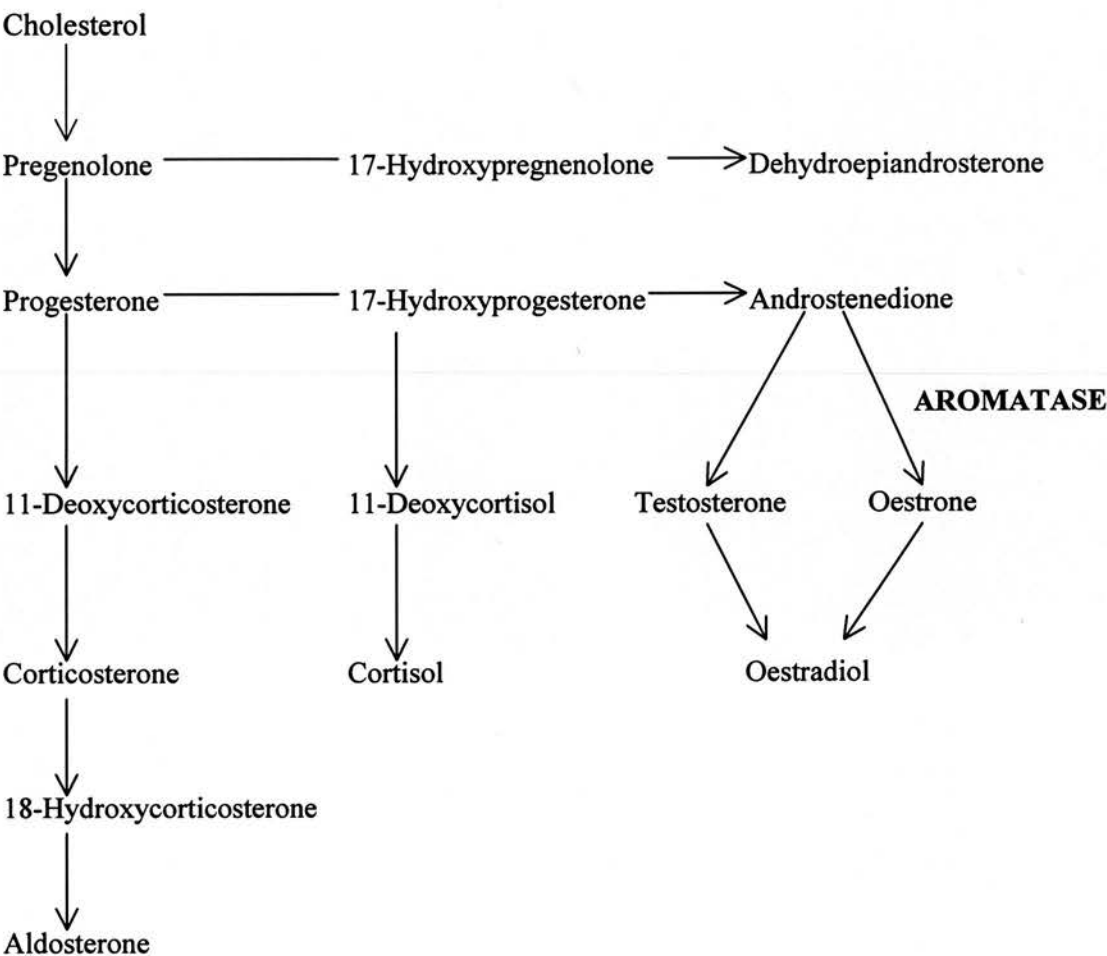 Cholesterol
Pregenolone 17-Hydroxypregnenolone Dehydroepiandrosterone
Progesterone 17-Hydroxyprogesterone Androstenedione
AROMATASE
11-Deoxycorticosterone 11-Deoxycortisol Testosterone Oestrone
Corticosterone Cortisol Oestradiol
18-Hydroxycorticosterone
Aldosterone